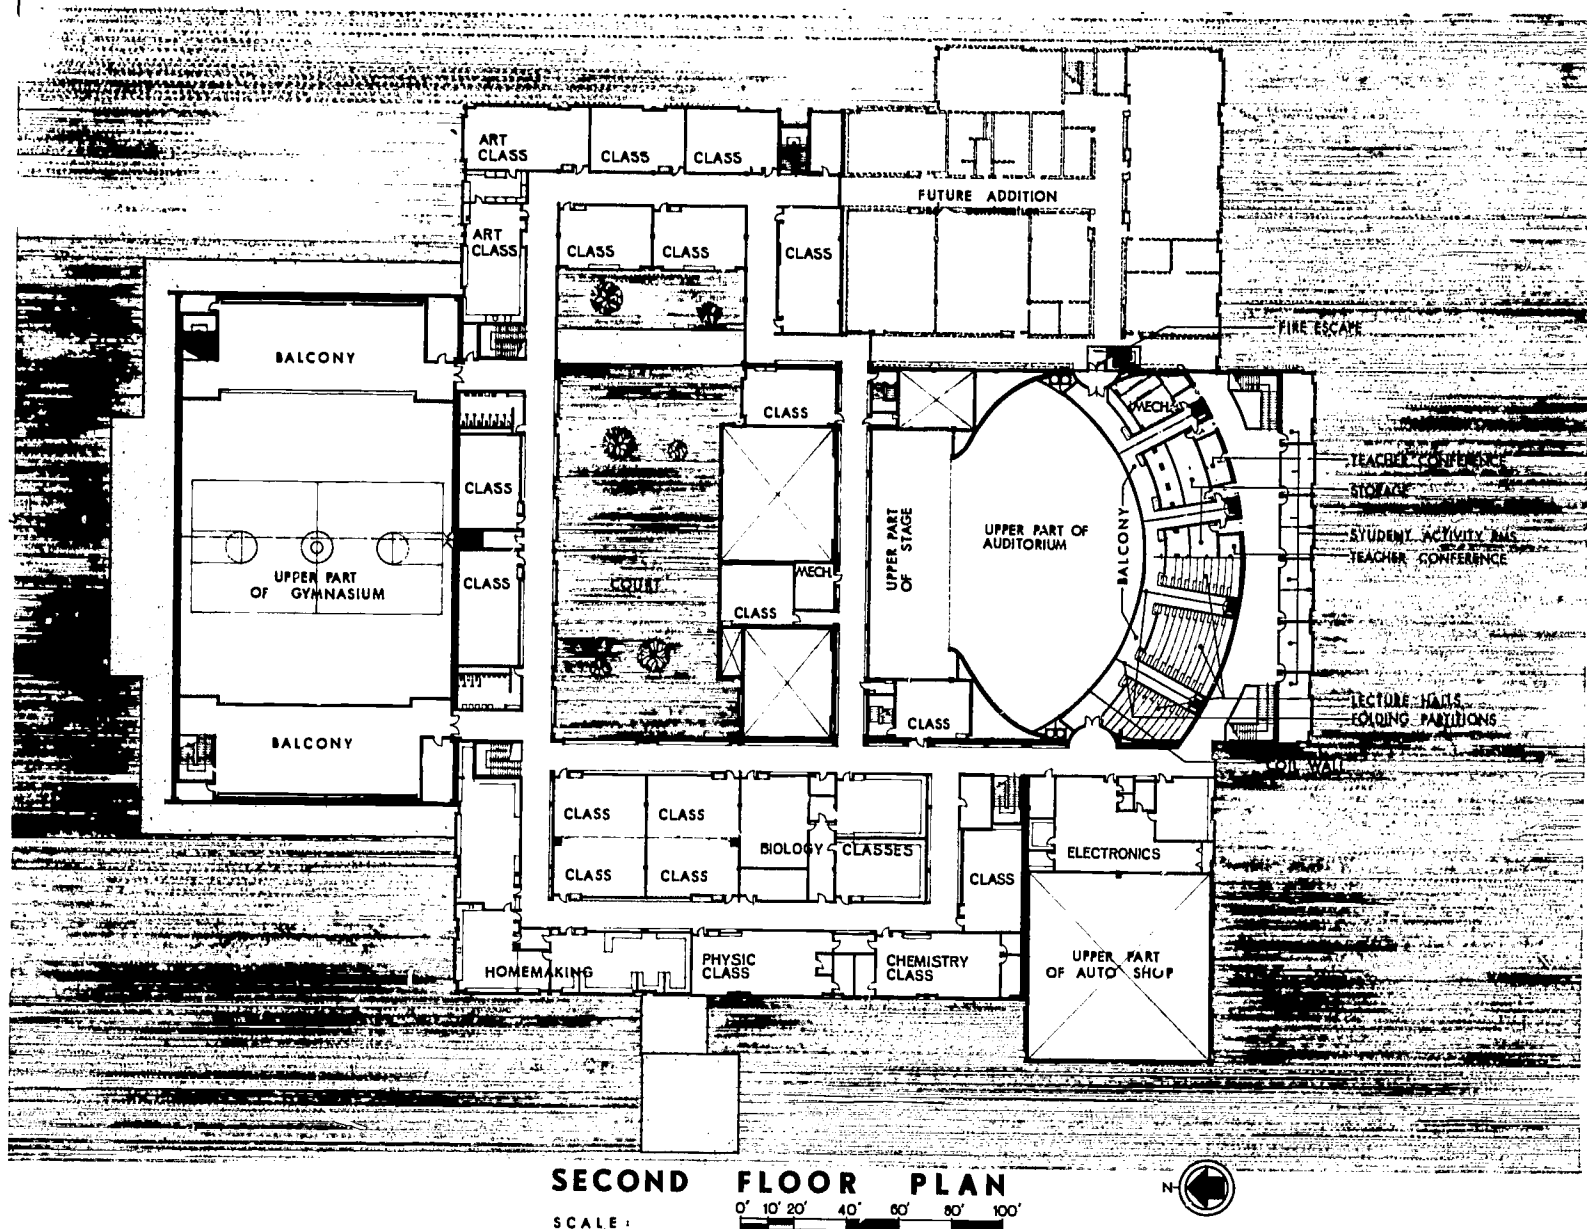 ART
CLASS
CLASS
CLASS
FUTURE ADDITION
ART
CLASS
CLASS
CLASS
CLASS
FIRE ESCAPE
BALCONY
CLASS
MECH.
TEACHER CONFERENCE
STORAGE
STUDENT ACTIVITY RMS
TEACHER CONFERENCE
CLASS
UPPER PART
OF STAGE
UPPER PART OF
AUDITORIUM
BALCONY
CLASS
UPPER PART
OF GYMNASIUM
COURT
MECH.
CLASS
LECTURE HALLS
FOLDING PARTITIONS
CLASS
BALCONY
COIL WALL
CLASS
CLASS
BIOLOGY CLASSES
ELECTRONICS
CLASS
CLASS
CLASS
HOMEMAKING
PHYSIC
CLASS
CHEMISTRY
CLASS
UPPER PART
OF AUTO SHOP
SECOND FLOOR PLAN
N
SCALE:
0' 10' 20' 40' 60' 80' 100'